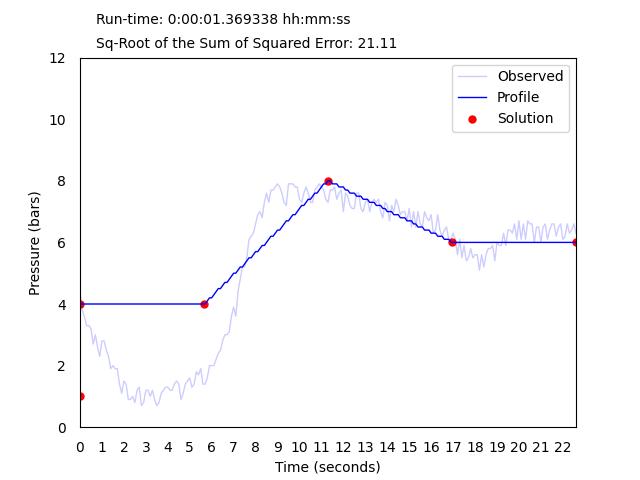 Run-time: 0:00:01.369338 hh:mm:ss
Sq-Root of the Sum of Squared Error: 21.11
12
10
8
6
4
2
0
Pressure (bars)
Observed
Profile
Solution
0 1 2 3 4 5 6 7 8 9 10 11 12 13 14 15 16 17 18 19 20 21 22
Time (seconds)